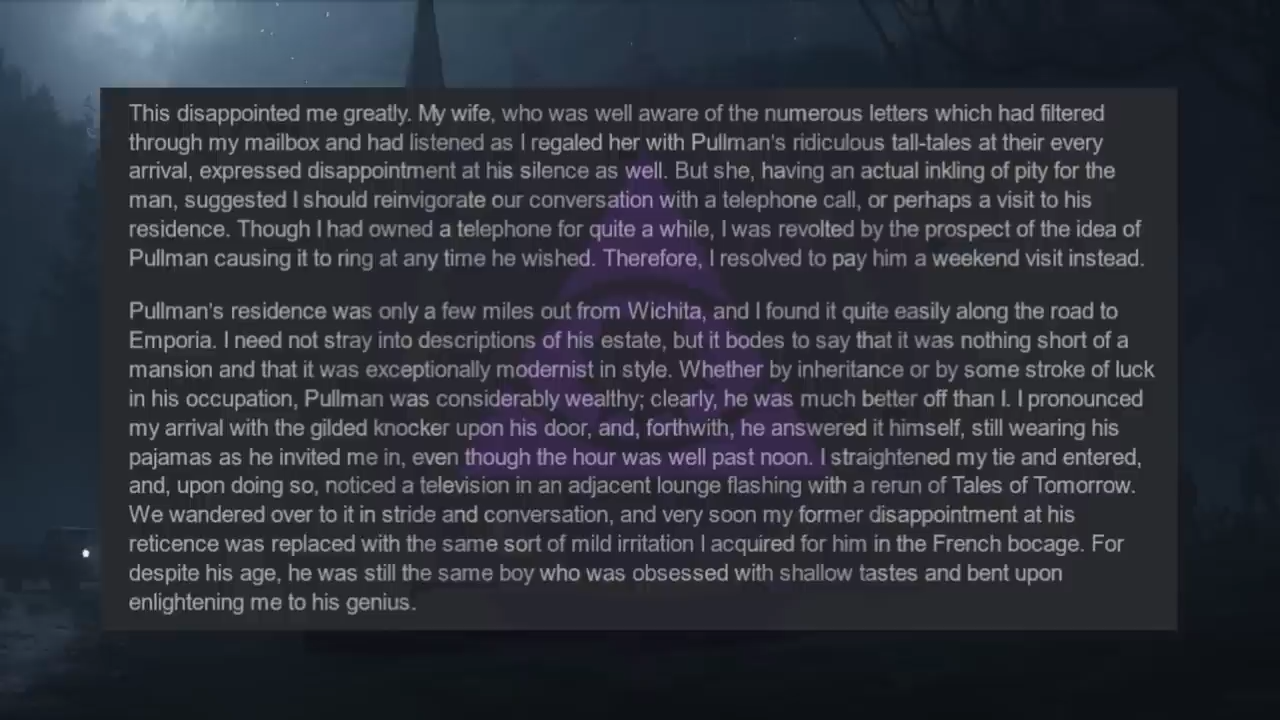 This disappointed me greatly. My wife, who was well aware of the numerous letters which had filtered
through my mailbox and had listened as I regaled her with Pullman's ridiculous tall-tales at their every
arrival, expressed disappointment at his silence as well. But she, having an actual inkling of pity for the
man, suggested I should reinvigorate our conversation with a telephone call, or perhaps a visit to his
residence. Though I had owned a telephone for quite a while, I was revolted by the prospect of the idea of
Pullman causing it to ring at any time he wished. Therefore, I resolved to pay him a weekend visit instead.
Pullman's residence was only a few miles out from Wichita, and I found it quite easily along the road to
Emporia. I need not stray into descriptions of his estate, but it bodes to say that it was nothing short of a
mansion and that it was exceptionally modernist in style. Whether by inheritance or by some stroke of luck
in his occupation, Pullman was considerably wealthy; clearly, he was much better off than I. I pronounced
my arrival with the gilded knocker upon his door, and, forthwith, he answered it himself, still wearing his
pajamas as he invited me in, even though the hour was well past noon. I straightened my tie and entered,
and, upon doing so, noticed a television in an adjacent lounge flashing with a rerun of Tales of Tomorrow.
We wandered over to it in stride and conversation, and very soon my former disappointment at his
reticence was replaced with the same sort of mild irritation I acquired for him in the French bocage. For
despite his age, he was still the same boy who was obsessed with shallow tastes and bent upon
enlightening me to his genius.